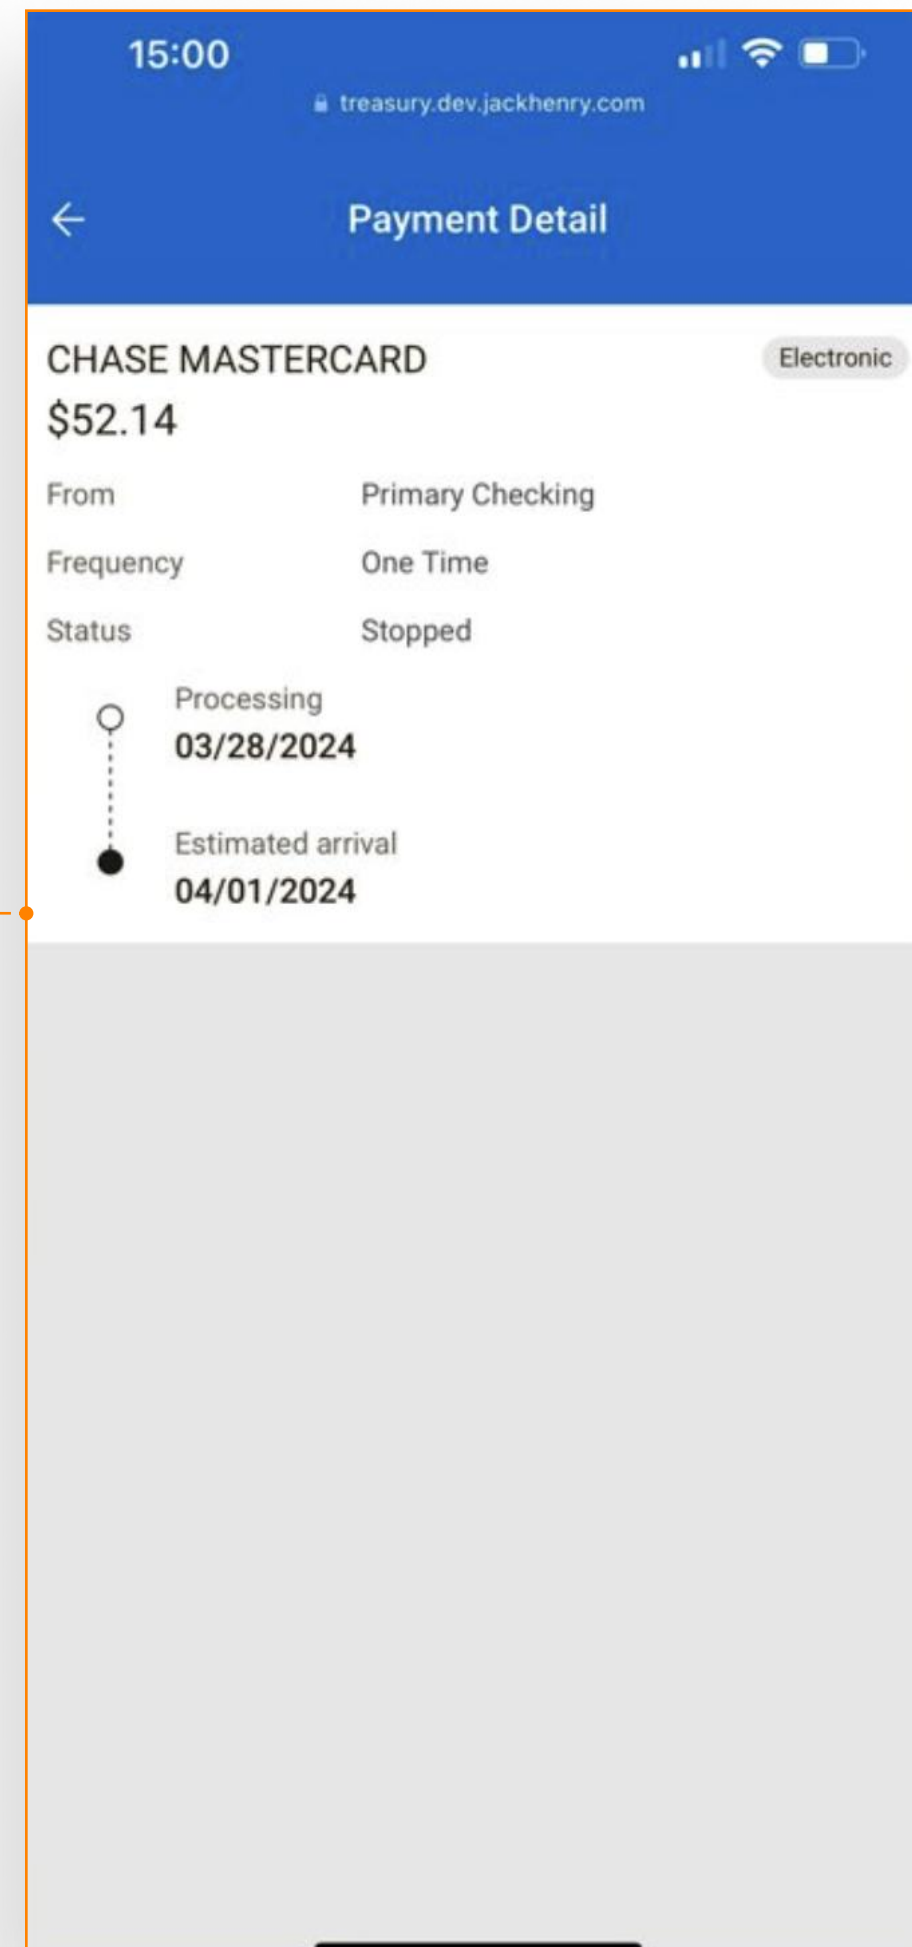 15:00
treasury.dev.jackhenry.com
Payment Detail
CHASE MASTERCARD
Electronic
$52.14
From Primary Checking
Frequency One Time
Status Stopped
Processing
03/28/2024
Estimated arrival
04/01/2024